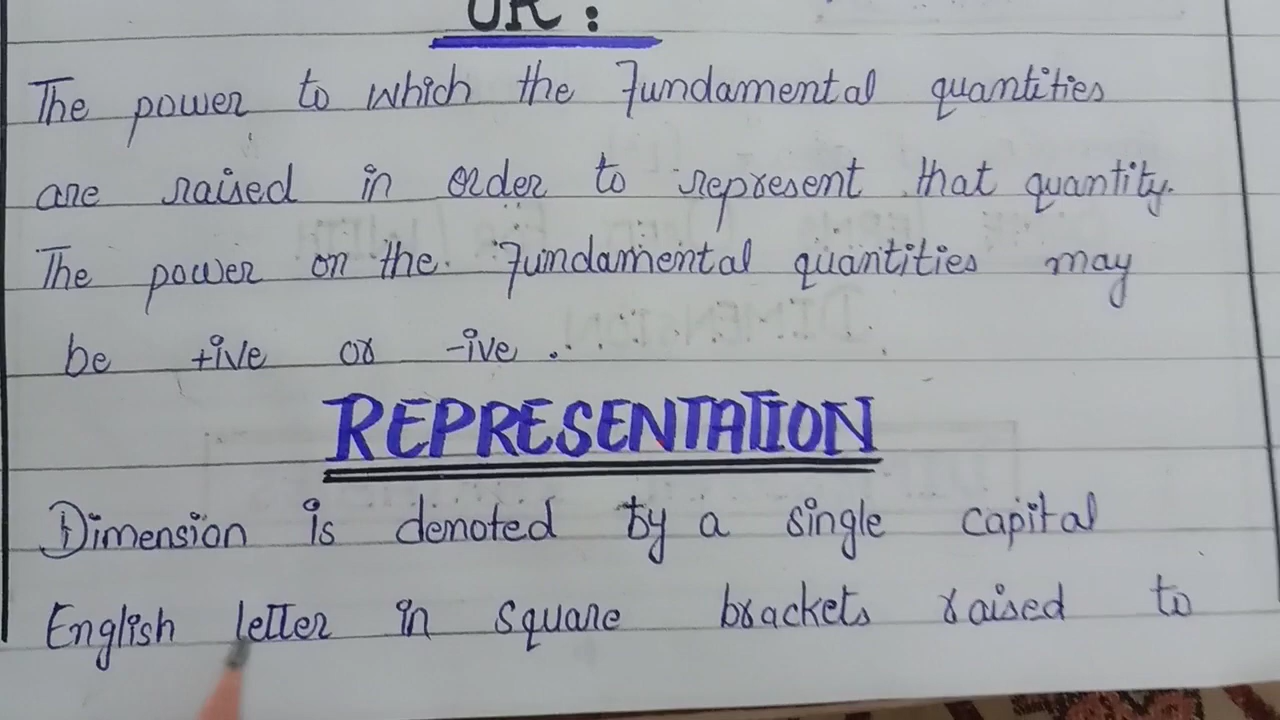 OR :
The power to which the fundamental quantities
are raised in order to represent that quantity.
The power on the fundamental quantities may
be +ive or -ive .
REPRESENTATION
Dimension is denoted by a single capital
English letter in square brackets raised to